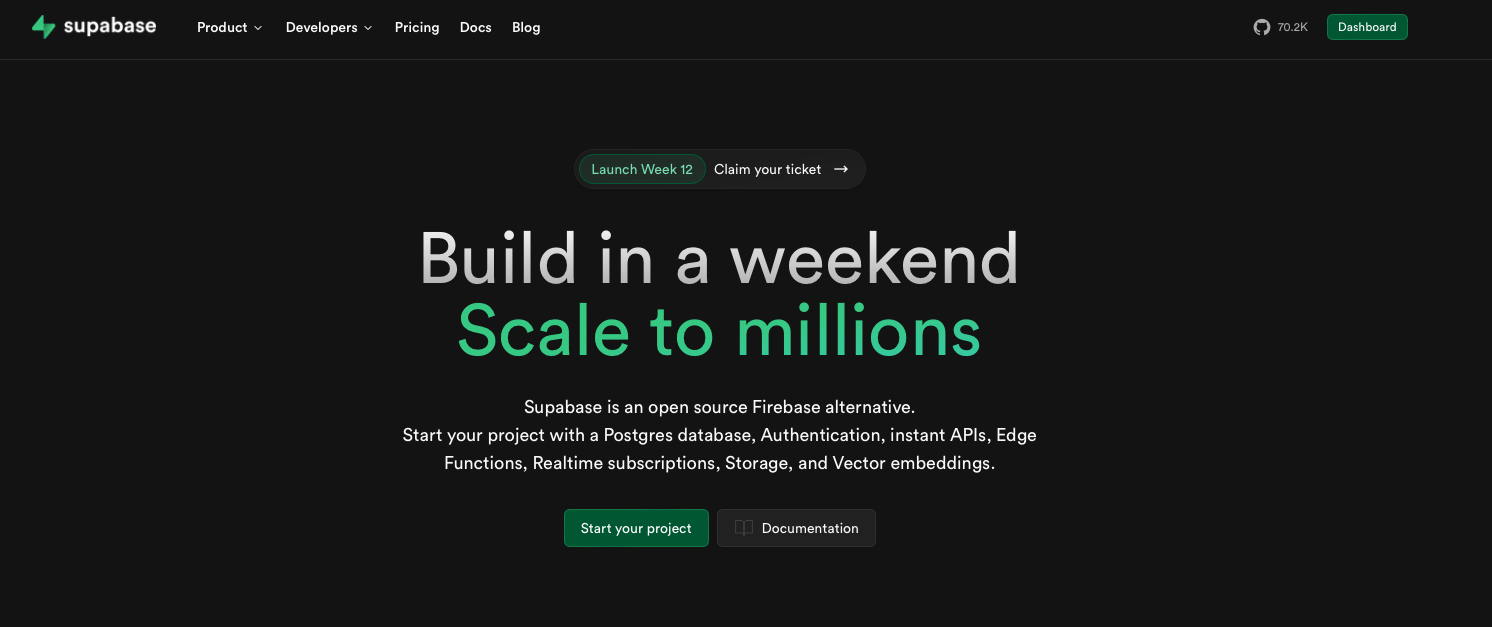 supabase Product Developers Pricing Docs Blog 70.2K Dashboard
Launch Week 12 Claim your ticket →
Build in a weekend
Scale to millions
Supabase is an open source Firebase alternative.
Start your project with a Postgres database, Authentication, instant APIs, Edge
Functions, Realtime subscriptions, Storage, and Vector embeddings.
Start your project Documentation